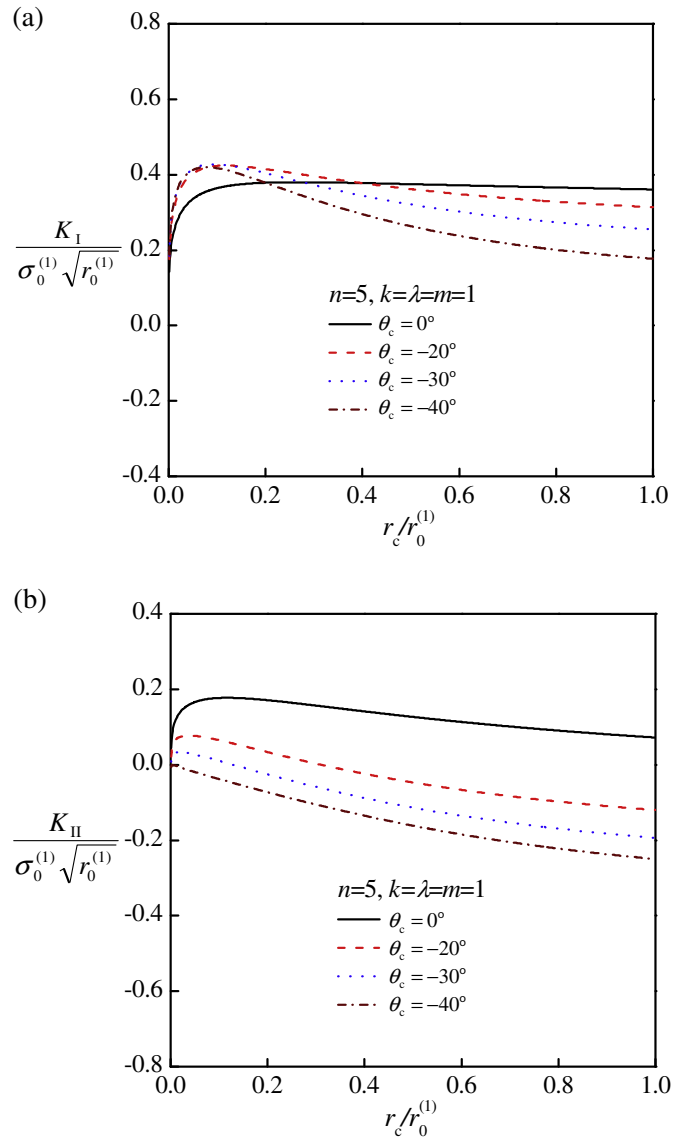 (a)
0.8
0.6
0.4
0.2
0.0
-0.2
-0.4
K_I / σ_0^(1) √r_0^(1)
n=5, k=λ=m=1
θ_c = 0°
θ_c = −20°
θ_c = −30°
θ_c = −40°
0.0 0.2 0.4 0.6 0.8 1.0
r_c/r_0^(1)
(b)
0.4
0.2
0.0
-0.2
-0.4
-0.6
-0.8
K_II / σ_0^(1) √r_0^(1)
n=5, k=λ=m=1
θ_c = 0°
θ_c = −20°
θ_c = −30°
θ_c = −40°
0.0 0.2 0.4 0.6 0.8 1.0
r_c/r_0^(1)